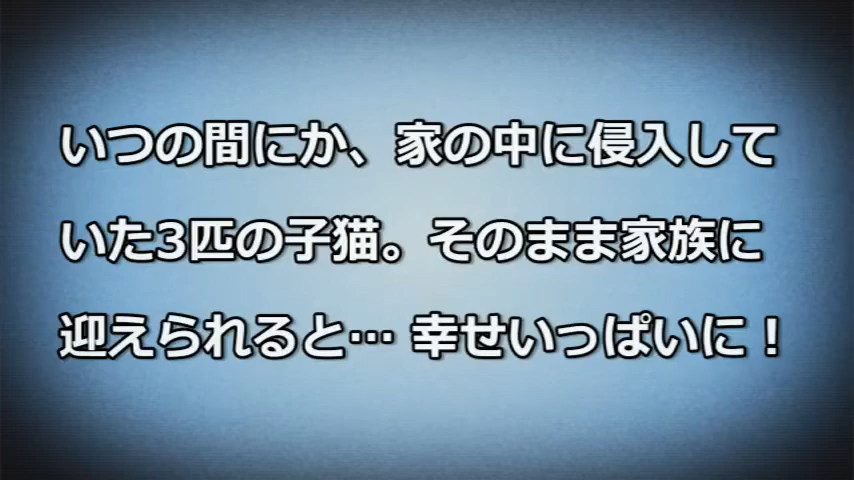 いつの間にか、家の中に侵入して
いた3匹の子猫。そのまま家族に
迎えられると… 幸せいっぱいに！